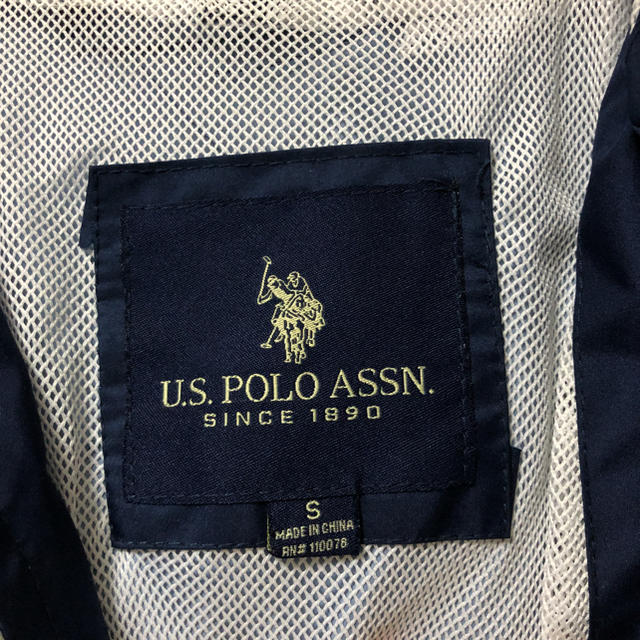 U.S. POLO ASSN.
SINCE 1890
S
MADE IN CHINA
RN# 110078